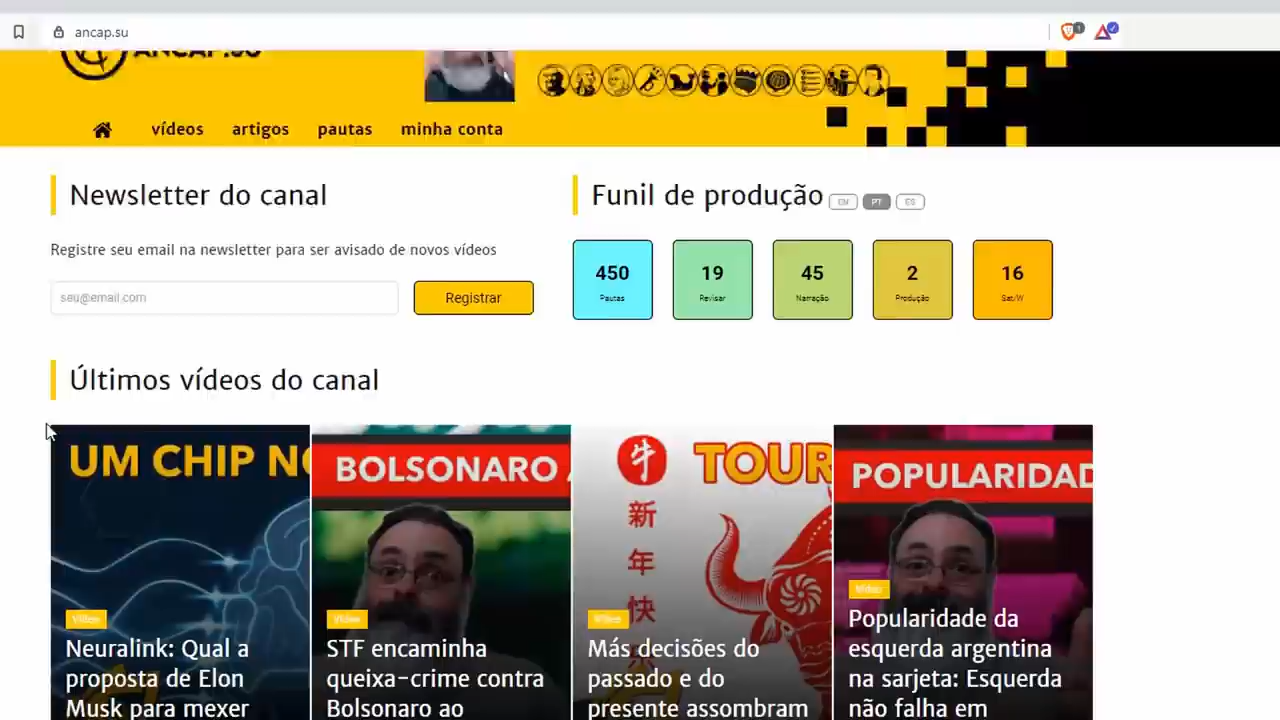 ancap.su
ANCAP.SU
vídeos artigos pautas minha conta
Newsletter do canal
Registre seu email na newsletter para ser avisado de novos vídeos
seu@email.com
Registrar
Funil de produção EN PT ES
450 19 45 2 16
Pautas Revisar Narração Produção Sat/W
Últimos vídeos do canal
UM CHIP NO
Vídeo
Neuralink: Qual a
proposta de Elon
Musk para mexer
BOLSONARO
Vídeo
STF encaminha
queixa-crime contra
Bolsonaro ao
牛
新
年
快
TOUR
Vídeo
Más decisões do
passado e do
presente assombram
POPULARIDAD
Vídeo
Popularidade da
esquerda argentina
na sarjeta: Esquerda
não falha em